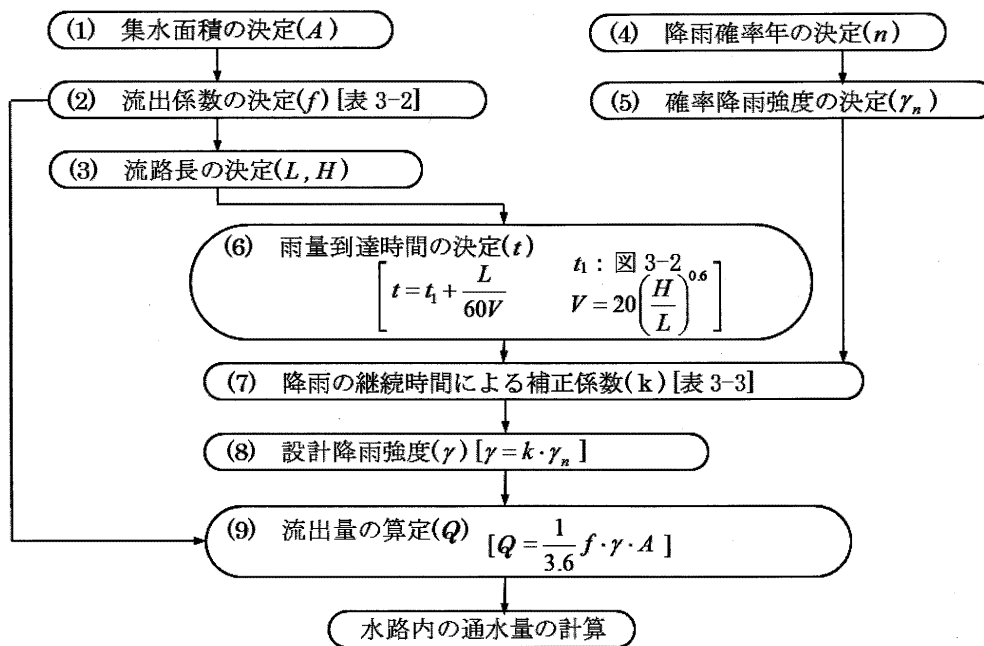 (1) 集水面積の決定(A)
(4) 降雨確率年の決定(n)
(2) 流出係数の決定(f) [表 3-2]
(5) 確率降雨強度の決定(γₙ)
(3) 流路長の決定(L, H)
(6) 雨量到達時間の決定(t)
t₁ : 図 3-2
[ t = t₁ + L/60V V = 20(H/L)^0.6 ]
(7) 降雨の継続時間による補正係数(k) [表 3-3]
(8) 設計降雨強度(γ) [γ = k · γₙ]
(9) 流出量の算定(Q) [Q = 1/3.6 f · γ · A]
水路内の通水量の計算